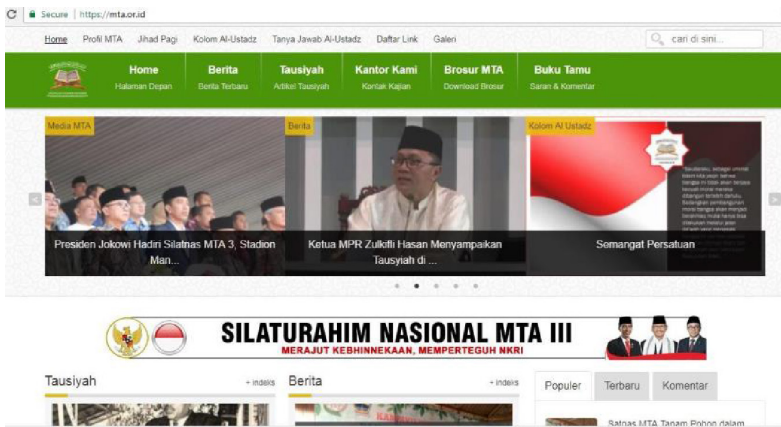 Secure | https://mta.or.id
Home Profil MTA Jihad Pagi Kolom Al-Ustadz Tanya Jawab Al-Ustadz Daftar Link Galeri cari di sini...
Home Berita Tausiyah Kantor Kami Brosur MTA Buku Tamu
Halaman Depan Berita Terbaru Artikel Tausiyah Kontak Kajian Download Brosur Saran & Komentar
Media MTA Berita Kolom Al Ustadz
Presiden Jokowi Hadiri Silatnas MTA 3, Stadion Man...
Ketua MPR Zulkifli Hasan Menyampaikan Tausyiah di ...
Semangat Persatuan
SILATURAHIM NASIONAL MTA III
MERAJUT KEBHINNEKAAN, MEMPERTEGUH NKRI
Tausiyah + indeks Berita + indeks Populer Terbaru Komentar
Satgas MTA Tanam Pohon dalam